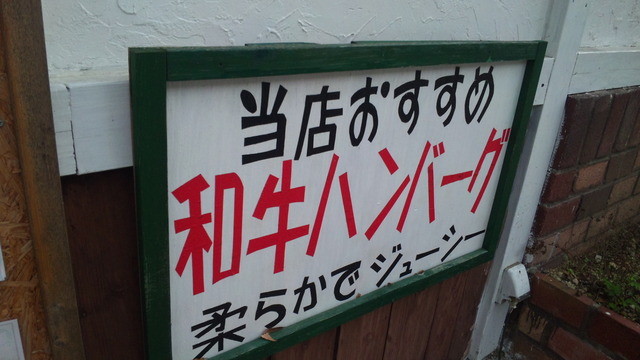 当店おすすめ
和牛ハンバーグ
柔らかでジューシー